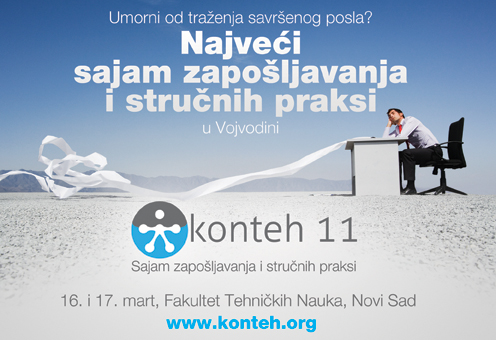 Umorni od traženja savršenog posla?
Najveći
sajam zapošljavanja
i stručnih praksi
u Vojvodini
konteh 11
Sajam zapošljavanja i stručnih praksi
16. i 17. mart, Fakultet Tehničkih Nauka, Novi Sad
www.konteh.org